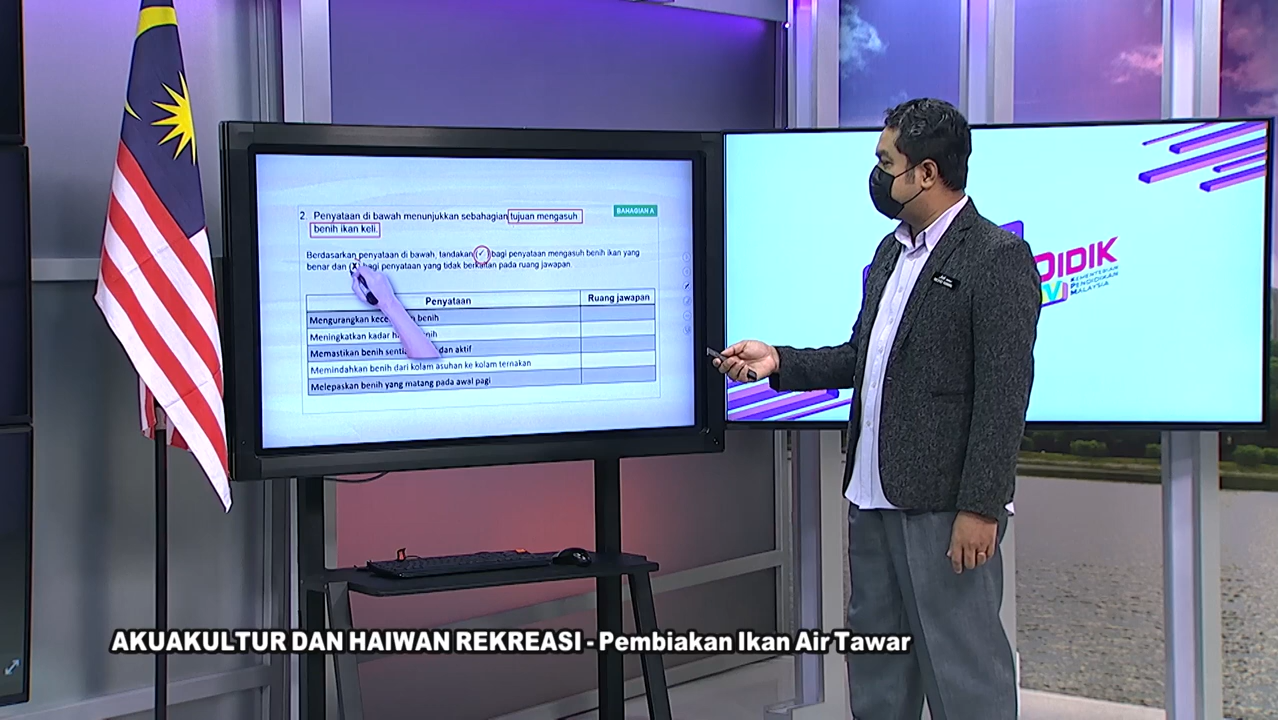 2. Penyataan di bawah menunjukkan sebahagian tujuan mengasuh
benih ikan keli.
BAHAGIAN A
Berdasarkan penyataan di bawah, tandakan (✓) bagi penyataan mengasuh benih ikan yang
benar dan (X) bagi penyataan yang tidak berkaitan pada ruang jawapan.
Penyataan Ruang jawapan
Mengurangkan benih
Meningkatkan kadar
Memastikan benih dan aktif
Memindahkan benih dari kolam asuhan ke kolam ternakan
Melepaskan benih yang matang pada awal pagi
DIDIK
KEMENTERIAN
PENDIDIKAN
MALAYSIA
AKUAKULTUR DAN HAIWAN REKREASI - Pembiakan Ikan Air Tawar